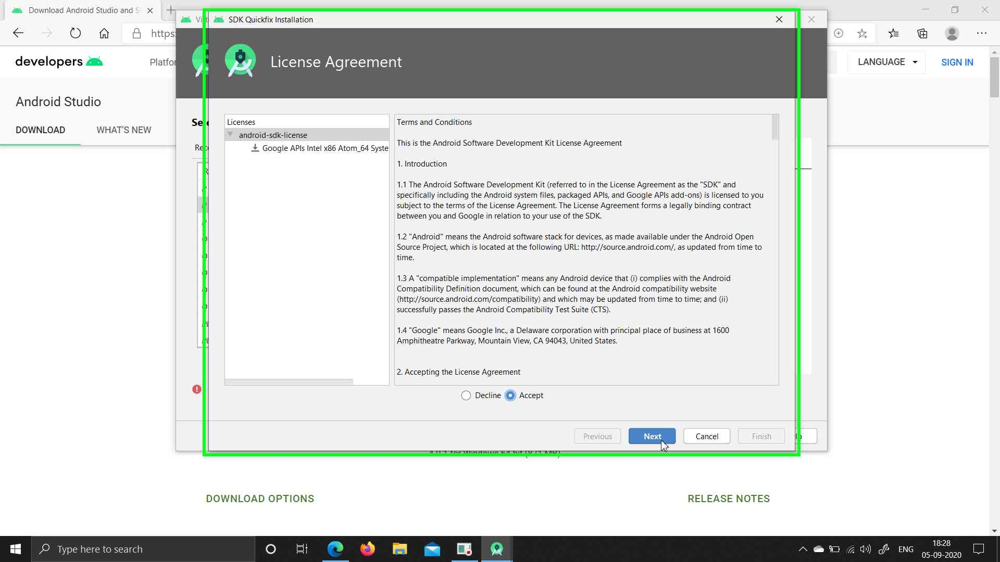 Download Android Studio and S
https:
developers
Platfor
LANGUAGE
SIGN IN
Android Studio
DOWNLOAD
WHAT'S NEW
SDK Quickfix Installation
License Agreement
Licenses
android-sdk-license
Google APIs Intel x86 Atom_64 Syste
Terms and Conditions
This is the Android Software Development Kit License Agreement
1. Introduction
1.1 The Android Software Development Kit (referred to in the License Agreement as the "SDK" and
specifically including the Android system files, packaged APIs, and Google APIs add-ons) is licensed to you
subject to the terms of the License Agreement. The License Agreement forms a legally binding contract
between you and Google in relation to your use of the SDK.
1.2 "Android" means the Android software stack for devices, as made available under the Android Open
Source Project, which is located at the following URL: http://source.android.com/, as updated from time to
time.
1.3 A "compatible implementation" means any Android device that (i) complies with the Android
Compatibility Definition document, which can be found at the Android compatibility website
(http://source.android.com/compatibility) and which may be updated from time to time; and (ii)
successfully passes the Android Compatibility Test Suite (CTS).
1.4 "Google" means Google Inc., a Delaware corporation with principal place of business at 1600
Amphitheatre Parkway, Mountain View, CA 94043, United States.
2. Accepting the License Agreement
Decline
Accept
Previous
Next
Cancel
Finish
DOWNLOAD OPTIONS
RELEASE NOTES
Type here to search
ENG
18:28
05-09-2020